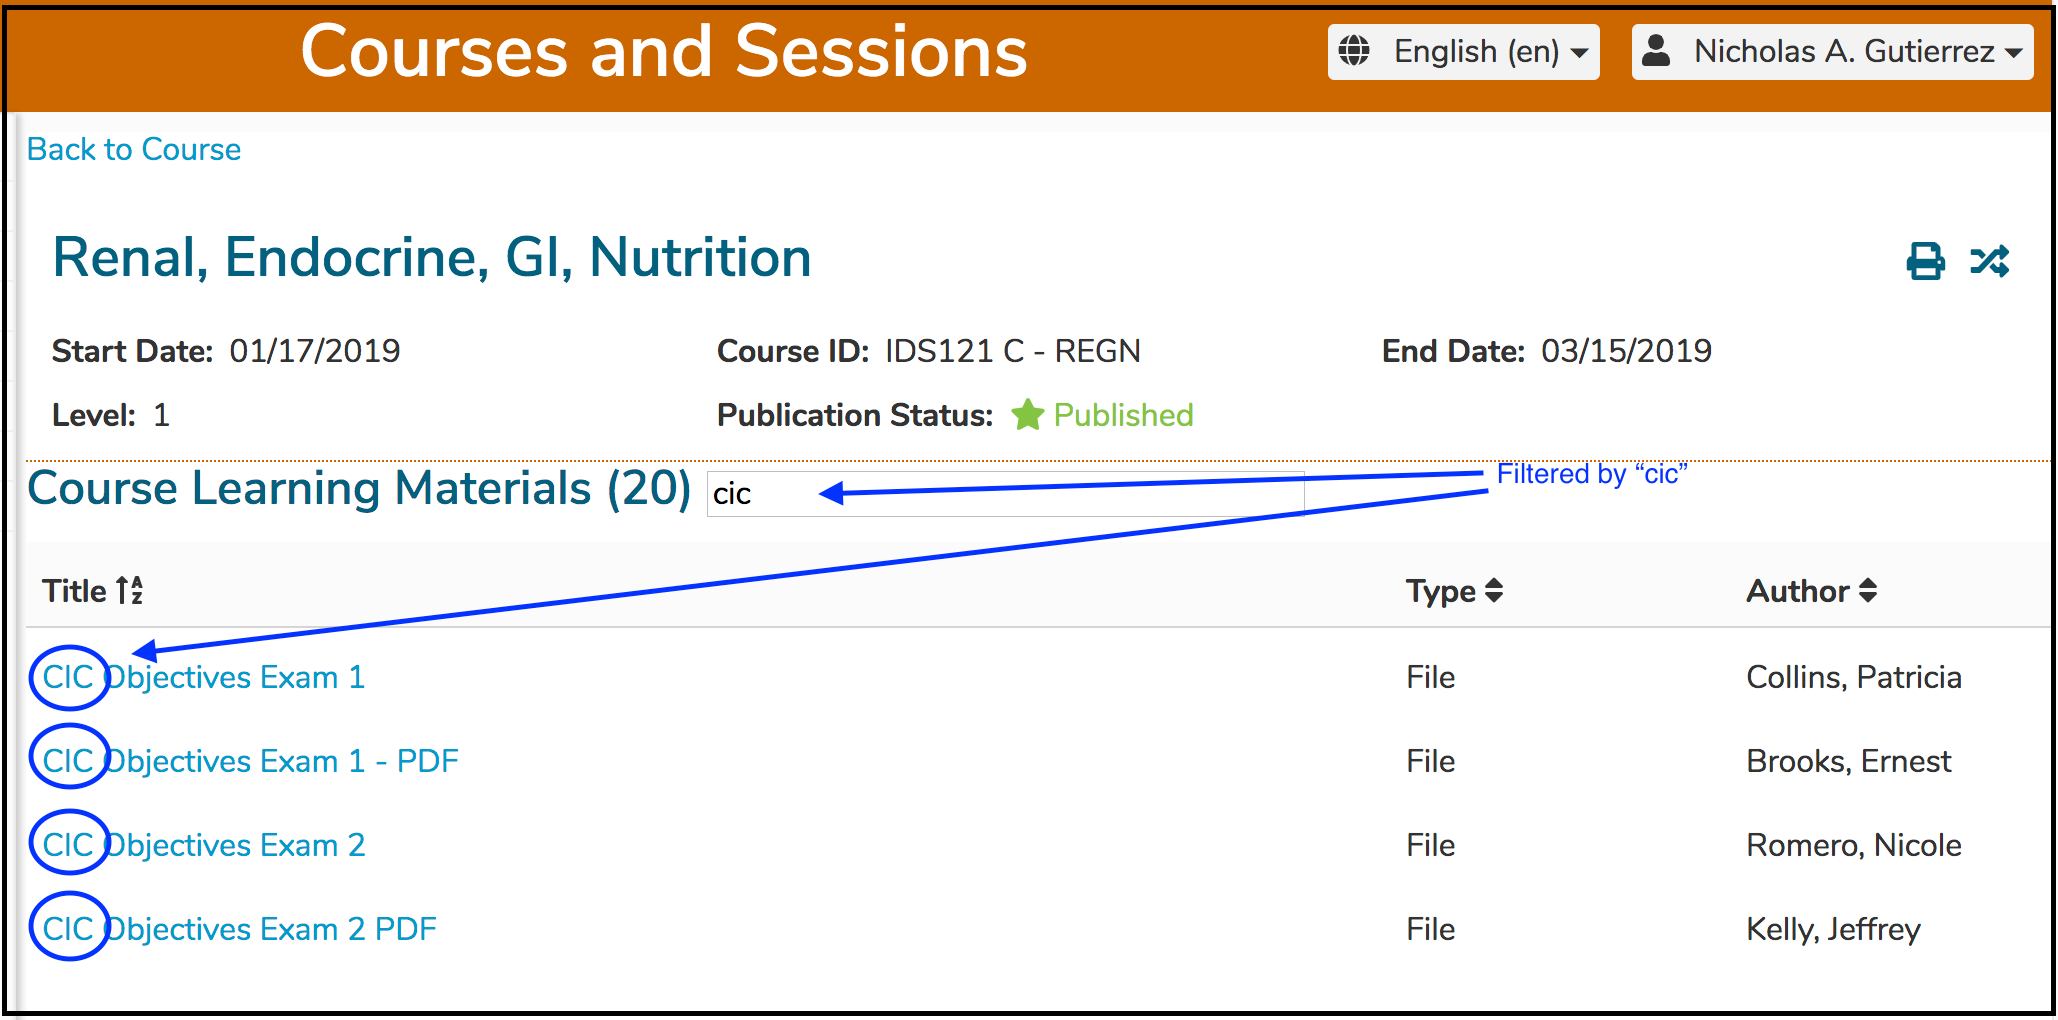 Courses and Sessions English (en) Nicholas A. Gutierrez
Back to Course
Renal, Endocrine, GI, Nutrition
Start Date: 01/17/2019 Course ID: IDS121 C - REGN End Date: 03/15/2019
Level: 1 Publication Status: Published
Course Learning Materials (20) cic Filtered by “cic”
Title Type Author
CIC Objectives Exam 1 File Collins, Patricia
CIC Objectives Exam 1 - PDF File Brooks, Ernest
CIC Objectives Exam 2 File Romero, Nicole
CIC Objectives Exam 2 PDF File Kelly, Jeffrey